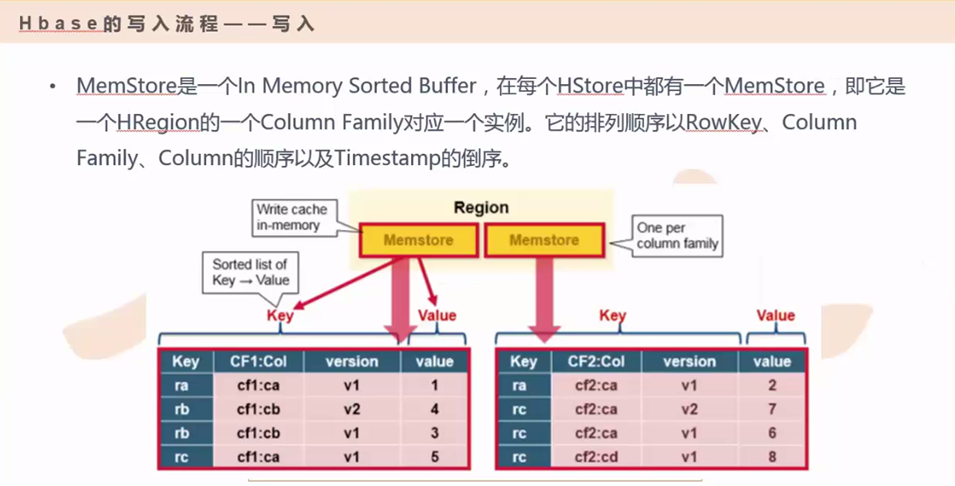 Hbase的写入流程——写入
• MemStore是一个In Memory Sorted Buffer，在每个HStore中都有一个MemStore，即它是
一个HRegion的一个Column Family对应一个实例。它的排列顺序以RowKey、Column
Family、Column的顺序以及Timestamp的倒序。
Write cache
in-memory
Region
Memstore Memstore
One per
column family
Sorted list of
Key → Value
Key Value Key Value
Key CF1:Col version value
ra cf1:ca v1 1
rb cf1:cb v2 4
rb cf1:cb v1 3
rc cf1:ca v1 5
Key CF2:Col version value
ra cf2:ca v1 2
rc cf2:ca v2 7
rc cf2:ca v1 6
rc cf2:cd v1 8